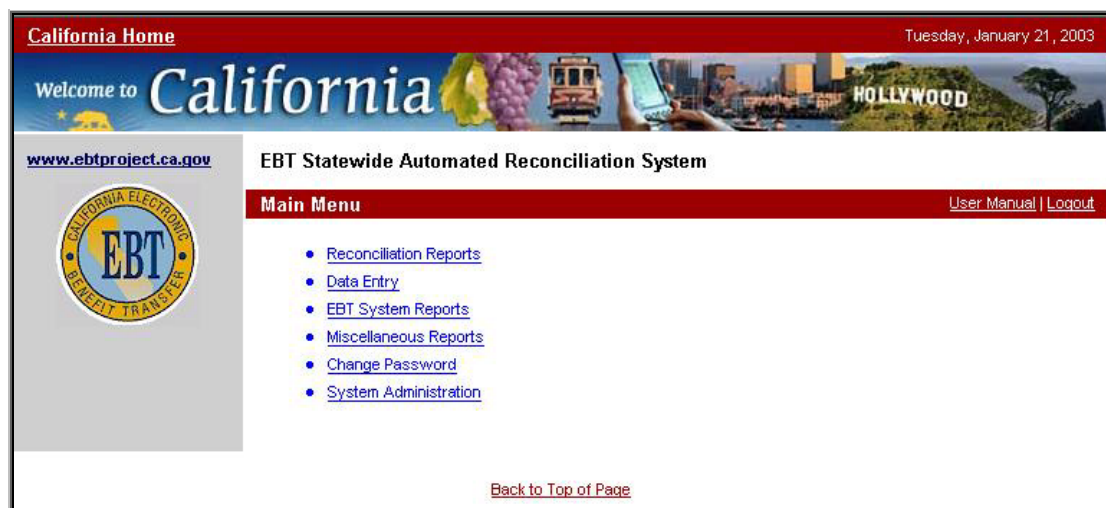 California Home
Tuesday, January 21, 2003
Welcome to California
HOLLYWOOD
www.ebtproject.ca.gov
EBT Statewide Automated Reconciliation System
Main Menu
User Manual | Logout
CALIFORNIA ELECTRONIC
EBT
BENEFIT TRANSFER
Reconciliation Reports
Data Entry
EBT System Reports
Miscellaneous Reports
Change Password
System Administration
Back to Top of Page